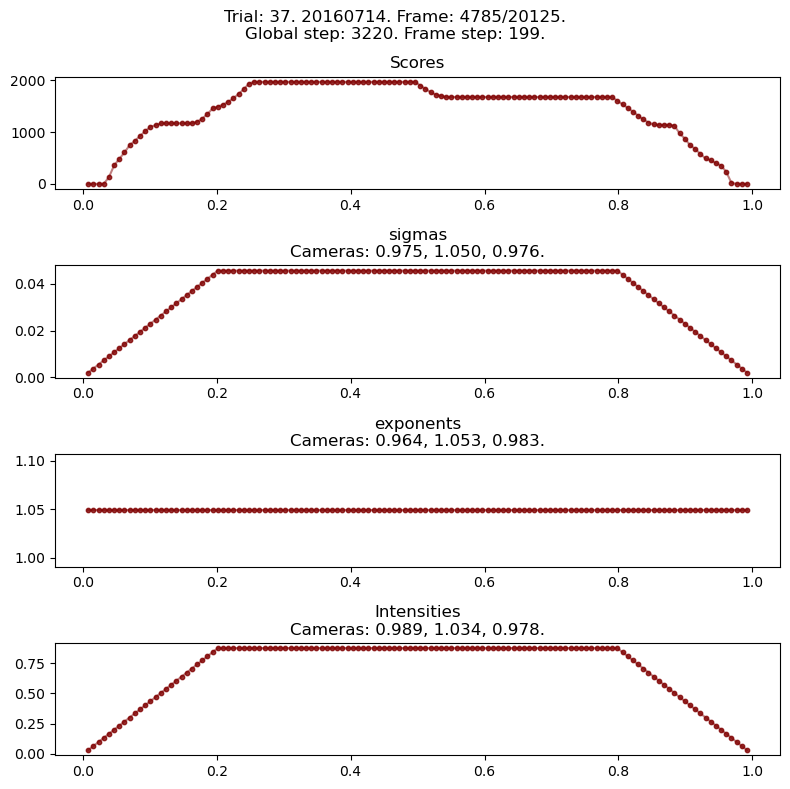 Trial: 37. 20160714. Frame: 4785/20125.
Global step: 3220. Frame step: 199.
Scores
2000
1000
0
0.0 0.2 0.4 0.6 0.8 1.0
sigmas
Cameras: 0.975, 1.050, 0.976.
0.04
0.02
0.00
0.0 0.2 0.4 0.6 0.8 1.0
exponents
Cameras: 0.964, 1.053, 0.983.
1.10
1.05
1.00
0.0 0.2 0.4 0.6 0.8 1.0
Intensities
Cameras: 0.989, 1.034, 0.978.
0.75
0.50
0.25
0.00
0.0 0.2 0.4 0.6 0.8 1.0